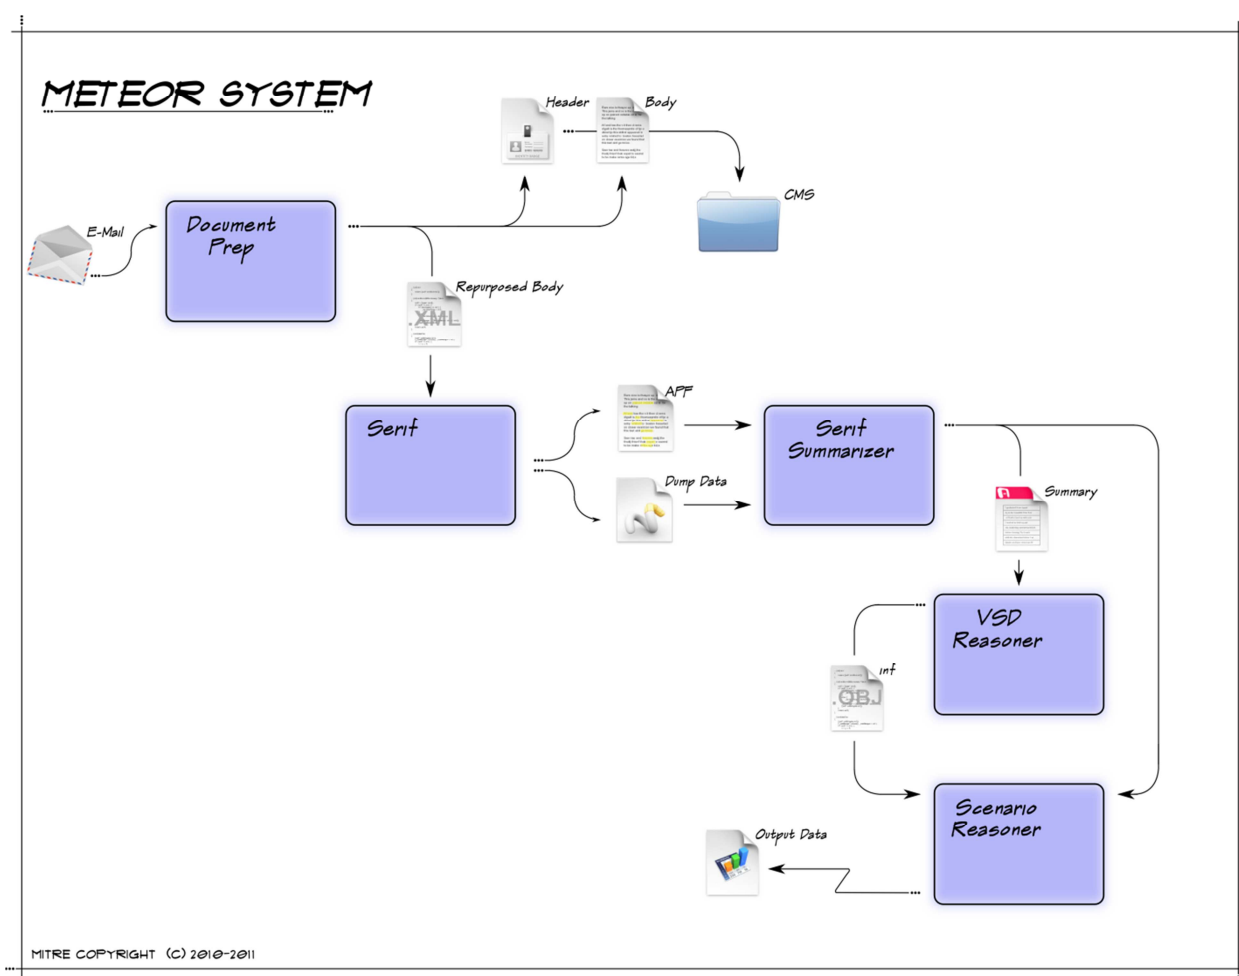 METEOR SYSTEM
Header
Body
CMS
E-Mail
Document
Prep
Repurposed Body
.XML
Serif
APF
Dump Data
Serif
Summarizer
Summary
VSD
Reasoner
inf
.OBJ
Scenario
Reasoner
Output Data
MITRE COPYRIGHT (C) 2010-2011